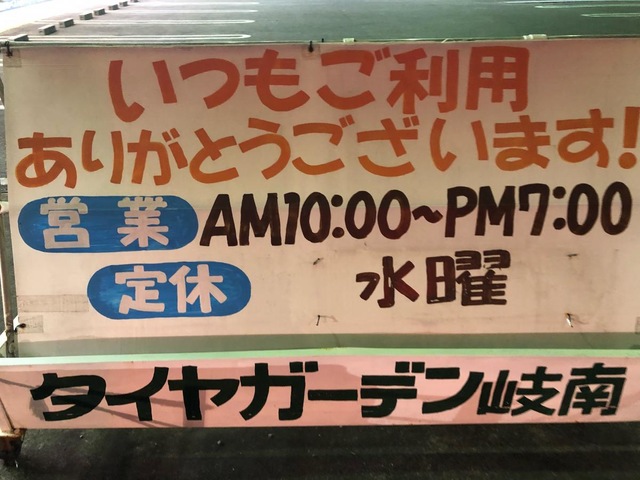 いつもご利用
ありがとうございます!
営業 AM10:00~PM7:00
定休 水曜
タイヤガーデン岐南